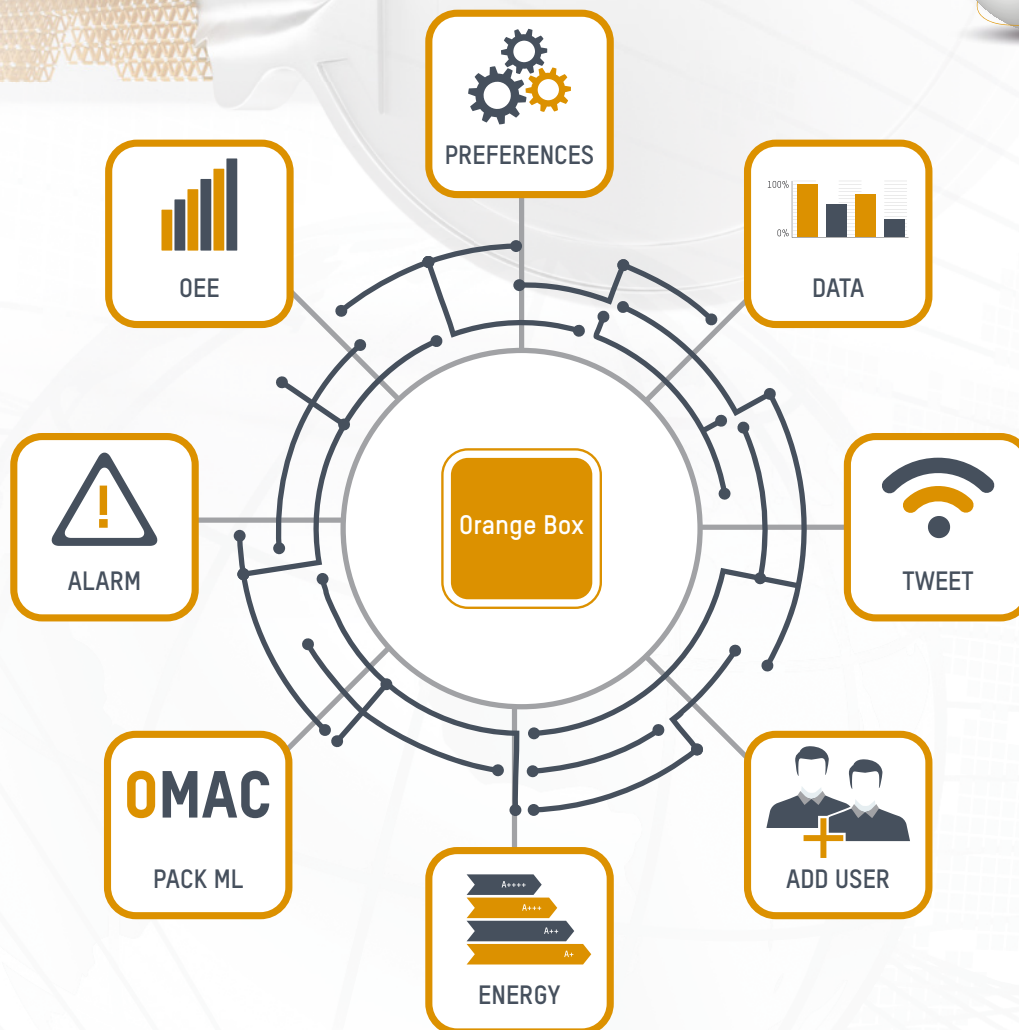 PREFERENCES
OEE
100%
0%
DATA
Orange Box
!
ALARM
TWEET
OMAC
PACK ML
ADD USER
A++++
A+++
A++
A+
ENERGY